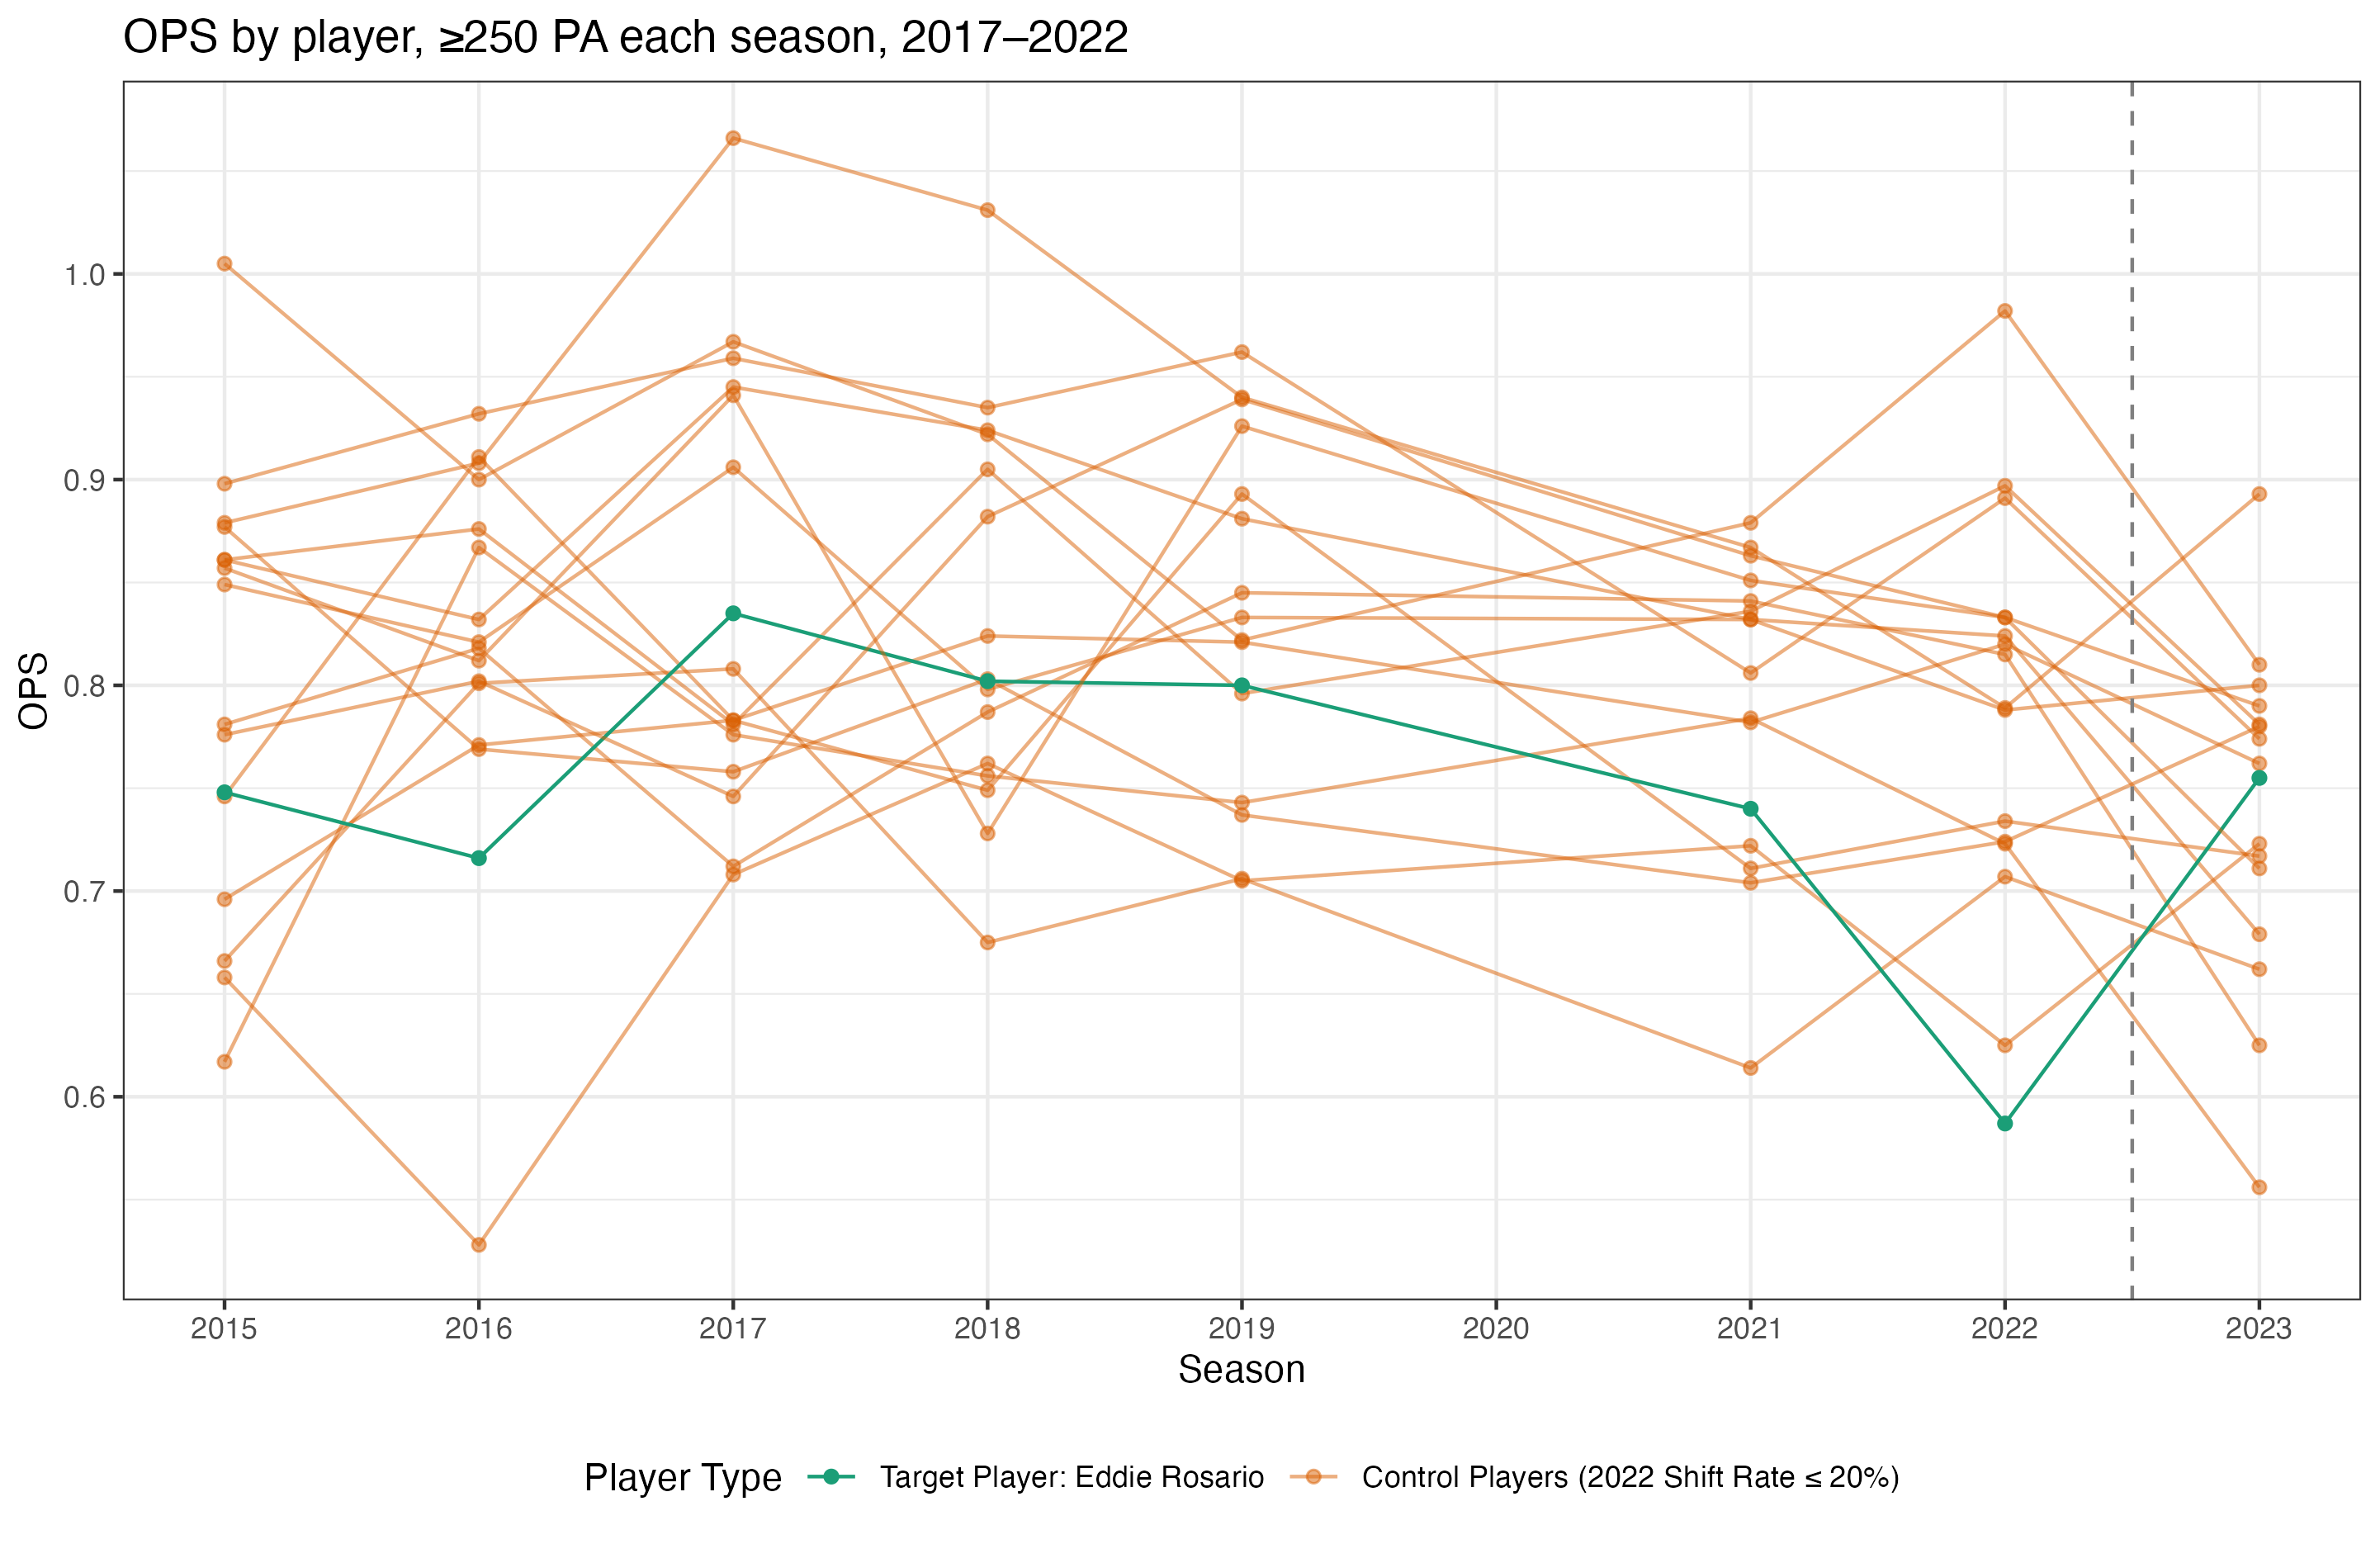 OPS by player, ≥250 PA each season, 2017–2022
OPS
1.0
0.9
0.8
0.7
0.6
2015 2016 2017 2018 2019 2020 2021 2022 2023
Season
Player Type Target Player: Eddie Rosario Control Players (2022 Shift Rate ≤ 20%)